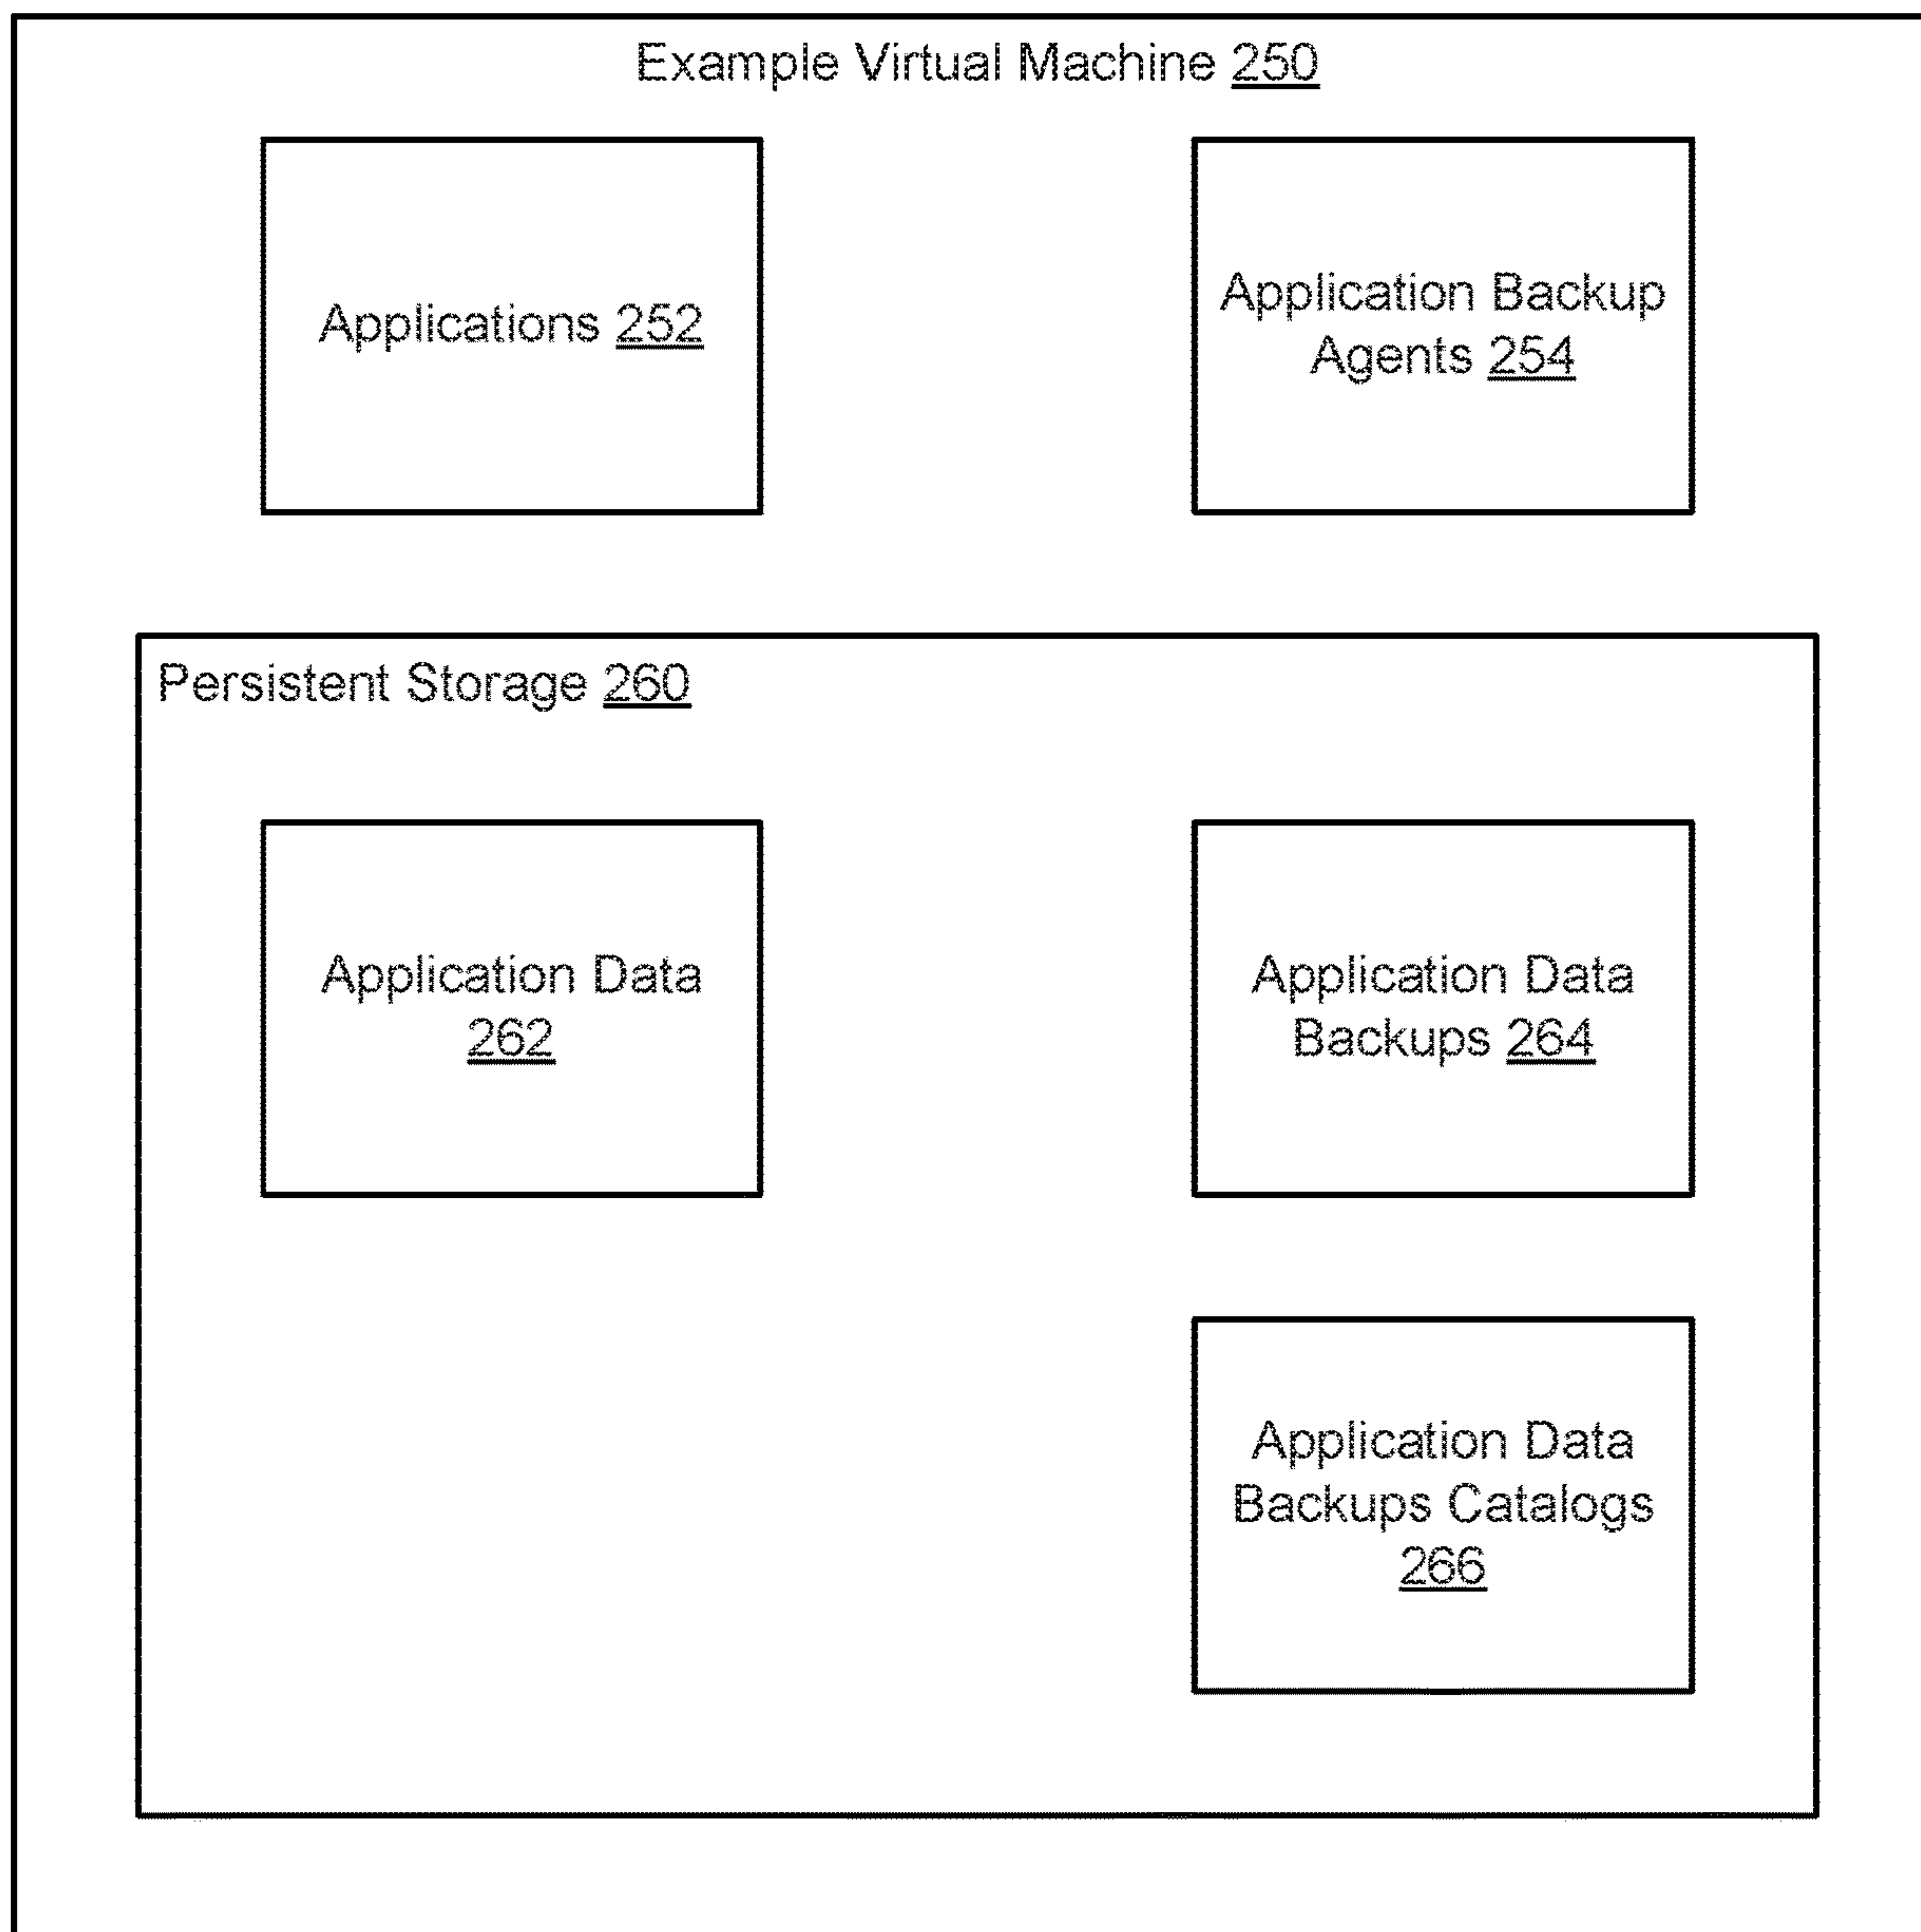 Example Virtual Machine 250
Applications 252
Application Backup
Agents 254
Persistent Storage 260
Application Data
262
Application Data
Backups 264
Application Data
Backups Catalogs
266